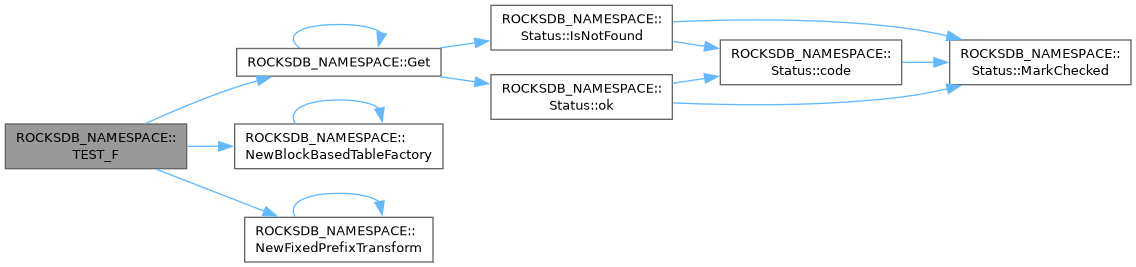 ROCKSDB_NAMESPACE::
TEST_F
ROCKSDB_NAMESPACE::Get
ROCKSDB_NAMESPACE::
NewBlockBasedTableFactory
ROCKSDB_NAMESPACE::
NewFixedPrefixTransform
ROCKSDB_NAMESPACE::
Status::IsNotFound
ROCKSDB_NAMESPACE::
Status::ok
ROCKSDB_NAMESPACE::
Status::code
ROCKSDB_NAMESPACE::
Status::MarkChecked